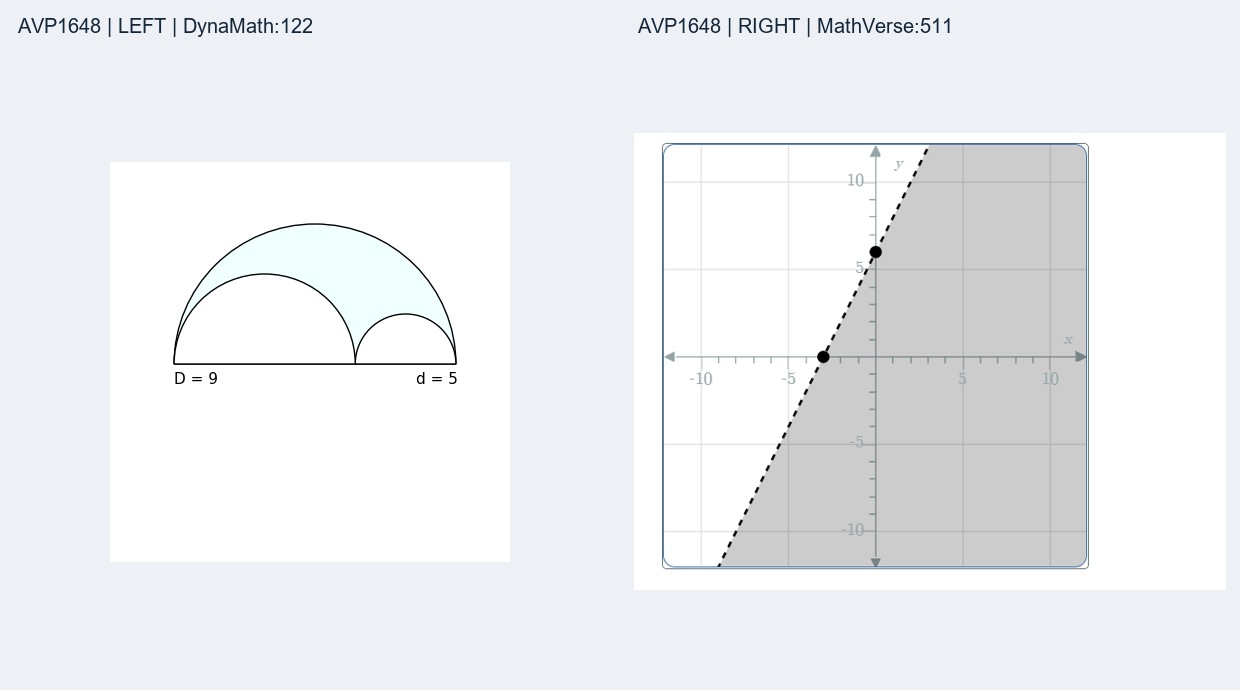 AVP1648 | LEFT | DynaMath:122
AVP1648 | RIGHT | MathVerse:511
D = 9
d = 5
y
10
5
x
-10
-5
5
10
-5
-10